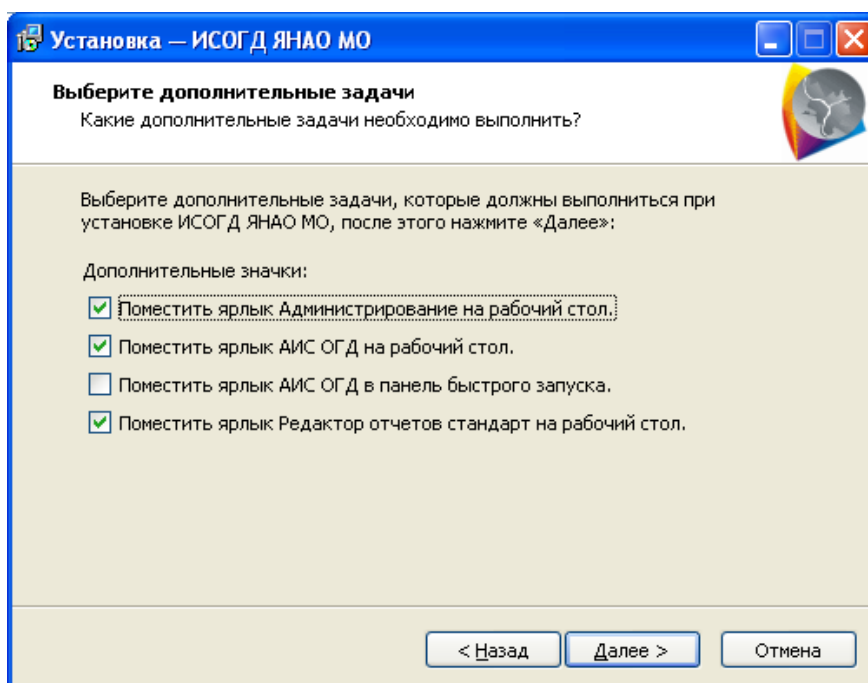 Установка — ИСОГД ЯНАО МО
Выберите дополнительные задачи
Какие дополнительные задачи необходимо выполнить?
Выберите дополнительные задачи, которые должны выполниться при
установке ИСОГД ЯНАО МО, после этого нажмите «Далее»:
Дополнительные значки:
Поместить ярлык Администрирование на рабочий стол.
Поместить ярлык АИС ОГД на рабочий стол.
Поместить ярлык АИС ОГД в панель быстрого запуска.
Поместить ярлык Редактор отчетов стандарт на рабочий стол.
< Назад
Далее >
Отмена